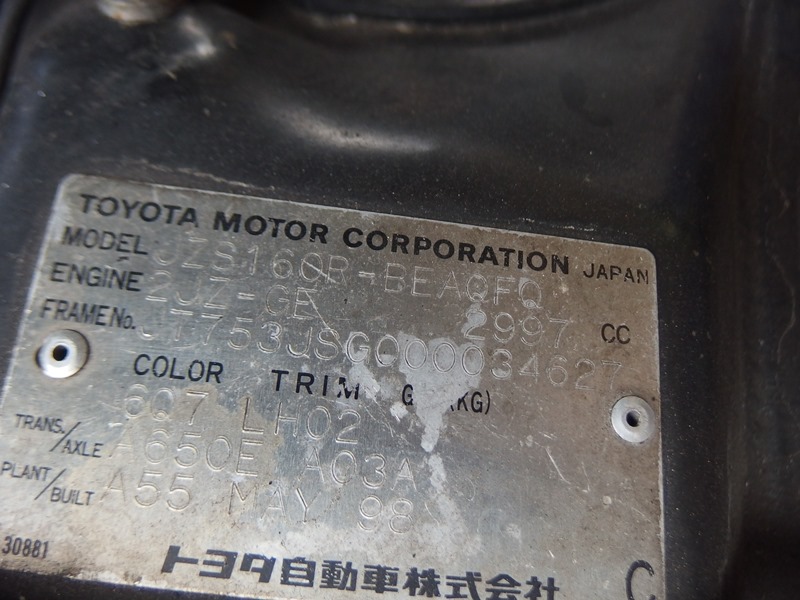 TOYOTA MOTOR CORPORATION JAPAN
MODEL JZS160R-BEAQFQ
ENGINE 2JZ-GE 2997 CC
FRAME No. JT753JSG000034627
COLOR TRIM G (KG)
6Q7 LH02
TRANS./AXLE A650E A03A
PLANT/BUILT A55 MAY 98
30881
トヨタ自動車株式会社 C